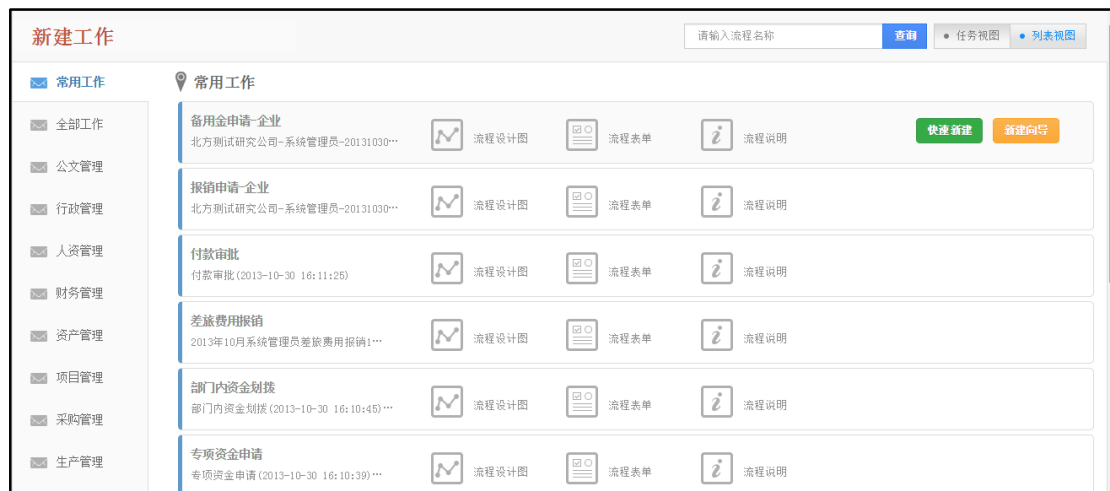 新建工作
请输入流程名称 查询 • 任务视图 • 列表视图
常用工作
全部工作
公文管理
行政管理
人资管理
财务管理
资产管理
项目管理
采购管理
生产管理
常用工作
备用金申请-企业
北方测试研究公司-系统管理员-20131030…
流程设计图 流程表单 流程说明 快速新建 新建向导
报销申请-企业
北方测试研究公司-系统管理员-20131030…
流程设计图 流程表单 流程说明
付款审批
付款审批(2013-10-30 16:11:25)
流程设计图 流程表单 流程说明
差旅费用报销
2013年10月系统管理员差旅费用报销1…
流程设计图 流程表单 流程说明
部门内资金划拨
部门内资金划拨(2013-10-30 16:10:45)…
流程设计图 流程表单 流程说明
专项资金申请
专项资金申请(2013-10-30 16:10:39)…
流程设计图 流程表单 流程说明